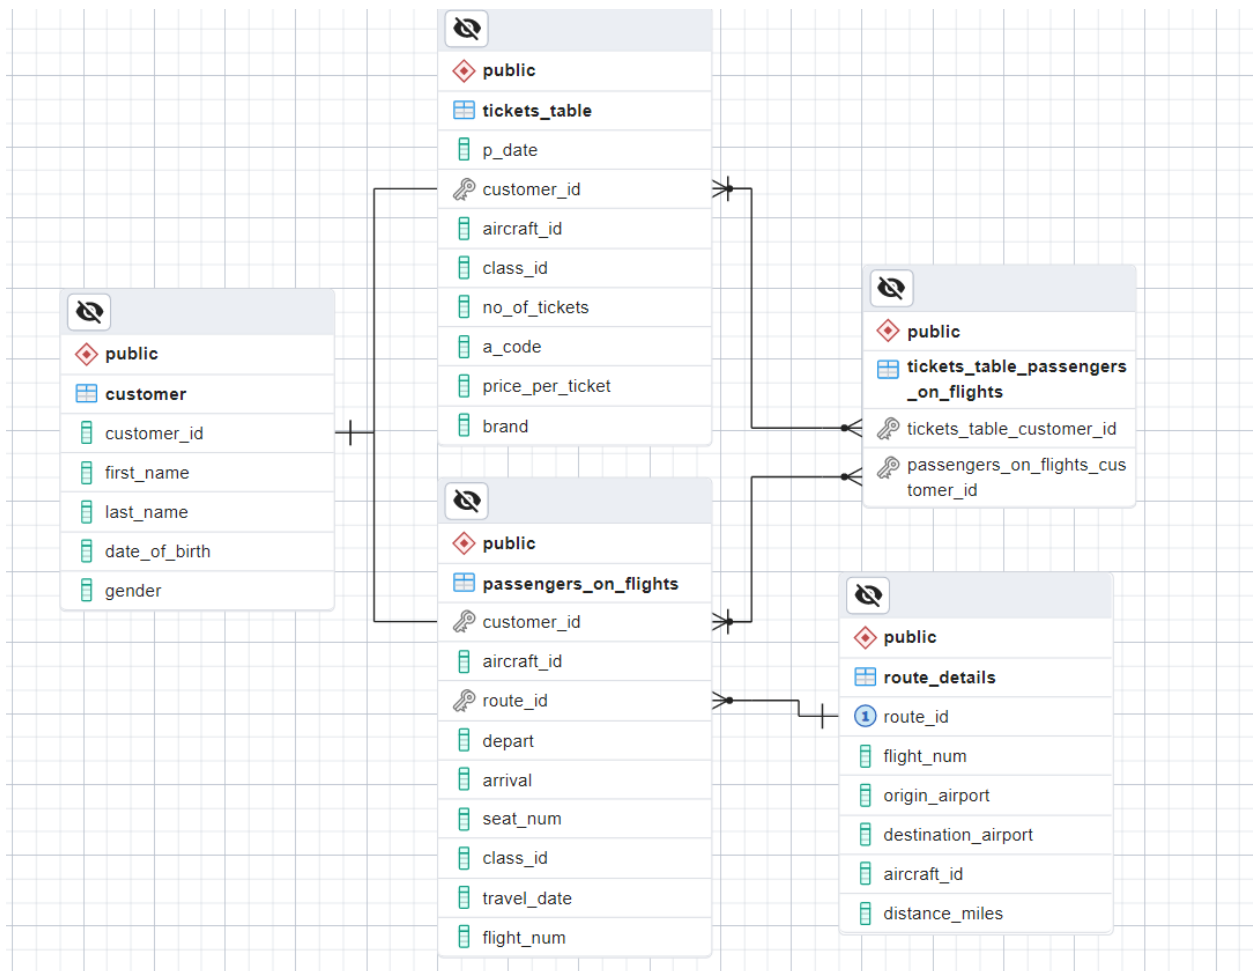 public
tickets_table
p_date
customer_id
aircraft_id
class_id
no_of_tickets
a_code
price_per_ticket
brand
public
customer
customer_id
first_name
last_name
date_of_birth
gender
public
passengers_on_flights
customer_id
aircraft_id
route_id
depart
arrival
seat_num
class_id
travel_date
flight_num
public
tickets_table_passengers
_on_flights
tickets_table_customer_id
passengers_on_flights_cus
tomer_id
public
route_details
1 route_id
flight_num
origin_airport
destination_airport
aircraft_id
distance_miles